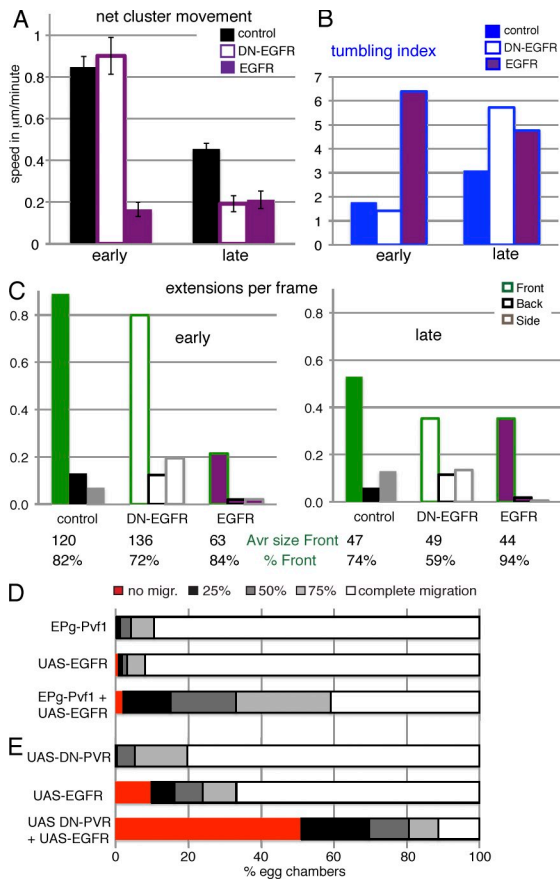 A
net cluster movement
control
DN-EGFR
EGFR
speed in µm/minute
1
0.8
0.6
0.4
0.2
0
early
late
B
tumbling index
control
DN-EGFR
EGFR
7
6
5
4
3
2
1
0
early
late
C
extensions per frame
early
0.8
0.6
0.4
0.2
0.0
control
DN-EGFR
EGFR
late
Front
Back
Side
0.8
0.6
0.4
0.2
0.0
control
DN-EGFR
EGFR
120 136 63 Avr size Front 47 49 44
82% 72% 84% % Front 74% 59% 94%
D
no migr. 25% 50% 75% complete migration
EPg-Pvf1
UAS-EGFR
EPg-Pvf1 +
UAS-EGFR
E
UAS-DN-PVR
UAS-EGFR
UAS DN-PVR
+ UAS-EGFR
0 20 40 60 80 100
% egg chambers